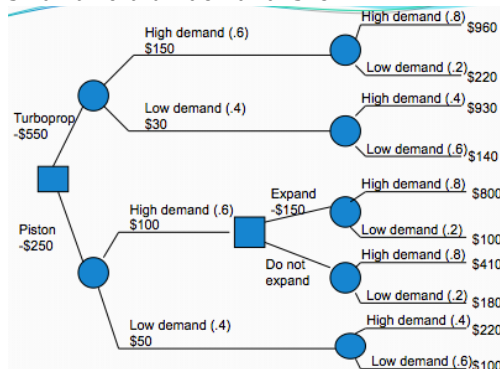 High demand (.8)
$960
High demand (.6)
$150
Low demand (.2)
$220
Turboprop
-$550
Low demand (.4)
$30
High demand (.4)
$930
Low demand (.6)
$140
Piston
-$250
High demand (.6)
$100
Expand
-$150
High demand (.8)
$800
Low demand (.2)
$100
Do not
expand
High demand (.8)
$410
Low demand (.2)
$180
Low demand (.4)
$50
High demand (.4)
$220
Low demand (.6)
$100